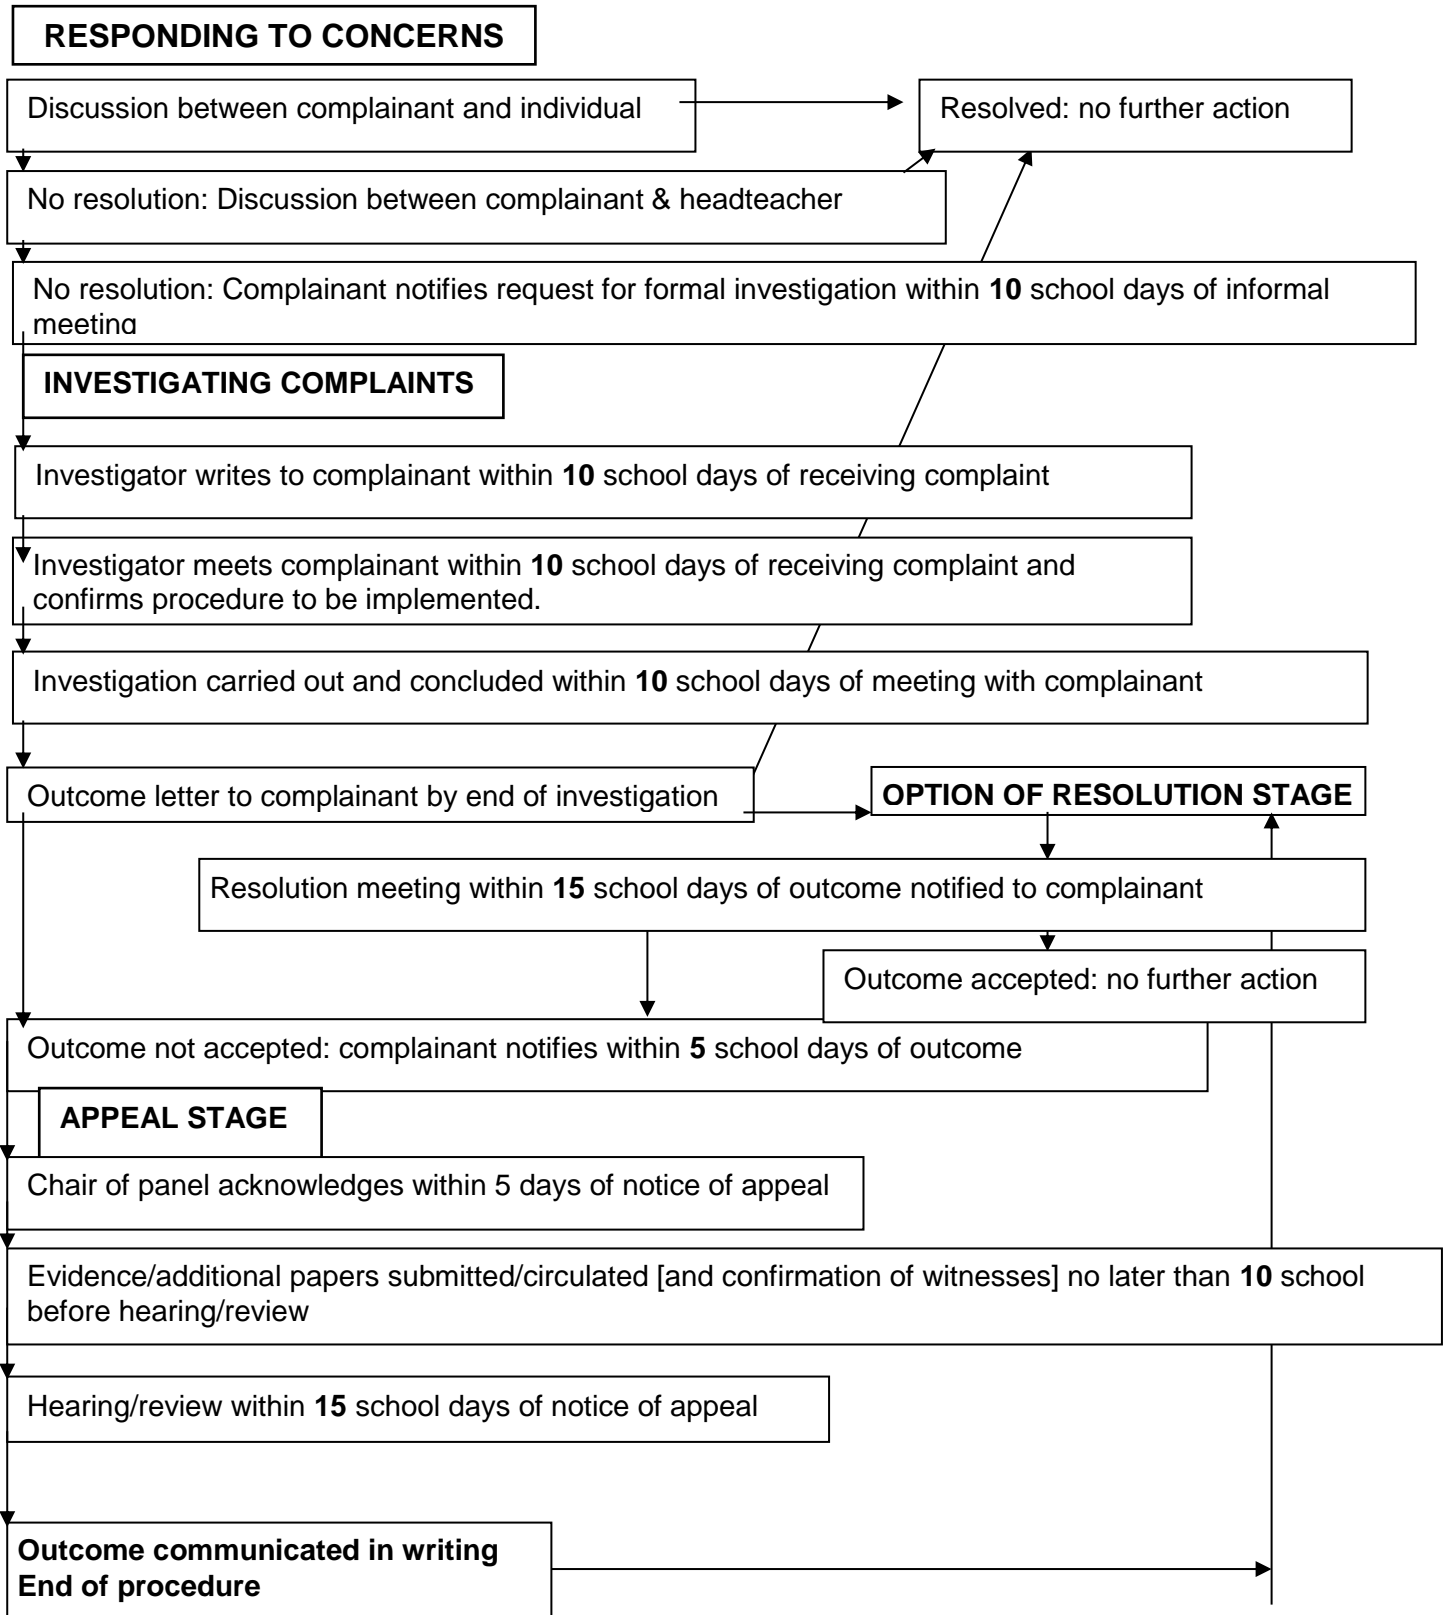 RESPONDING TO CONCERNS
Discussion between complainant and individual
Resolved: no further action
No resolution: Discussion between complainant & headteacher
No resolution: Complainant notifies request for formal investigation within 10 school days of informal
meeting
INVESTIGATING COMPLAINTS
Investigator writes to complainant within 10 school days of receiving complaint
Investigator meets complainant within 10 school days of receiving complaint and
confirms procedure to be implemented.
Investigation carried out and concluded within 10 school days of meeting with complainant
Outcome letter to complainant by end of investigation
OPTION OF RESOLUTION STAGE
Resolution meeting within 15 school days of outcome notified to complainant
Outcome accepted: no further action
Outcome not accepted: complainant notifies within 5 school days of outcome
APPEAL STAGE
Chair of panel acknowledges within 5 days of notice of appeal
Evidence/additional papers submitted/circulated [and confirmation of witnesses] no later than 10 school
before hearing/review
Hearing/review within 15 school days of notice of appeal
Outcome communicated in writing
End of procedure